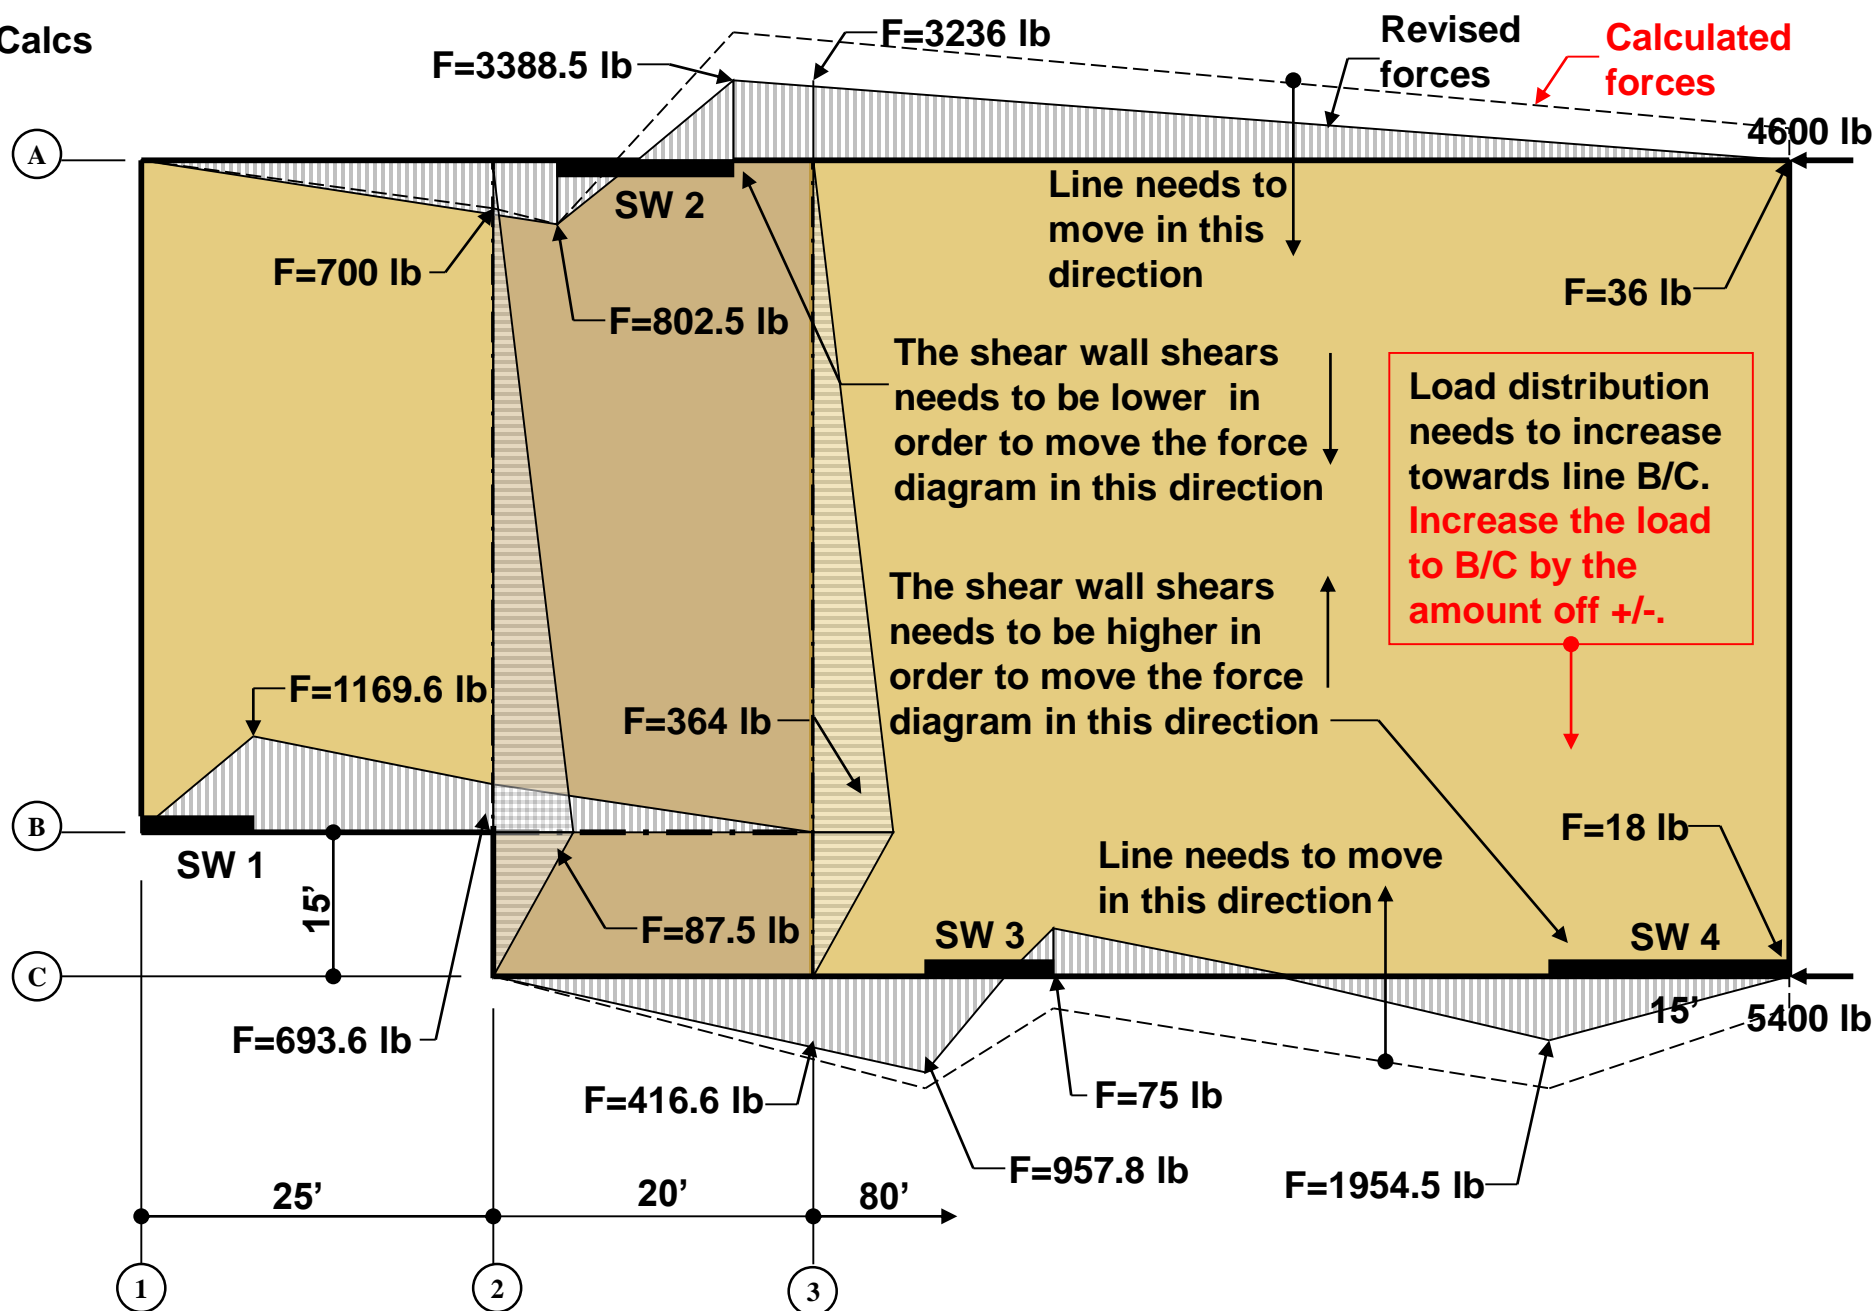 Calcs
F=3236 lb
F=3388.5 lb
Revised
forces
Calculated
forces
A
4600 lb
SW 2
Line needs to
move in this
direction
F=700 lb
F=36 lb
F=802.5 lb
The shear wall shears
needs to be lower in
order to move the force
diagram in this direction
Load distribution
needs to increase
towards line B/C.
Increase the load
to B/C by the
amount off +/-.
The shear wall shears
needs to be higher in
order to move the force
diagram in this direction
F=1169.6 lb
F=364 lb
B
SW 1
15’
F=18 lb
Line needs to move
in this direction
F=87.5 lb
SW 3
SW 4
C
15’
5400 lb
F=693.6 lb
F=416.6 lb
F=75 lb
F=957.8 lb
F=1954.5 lb
25’
20’
80’
1
2
3